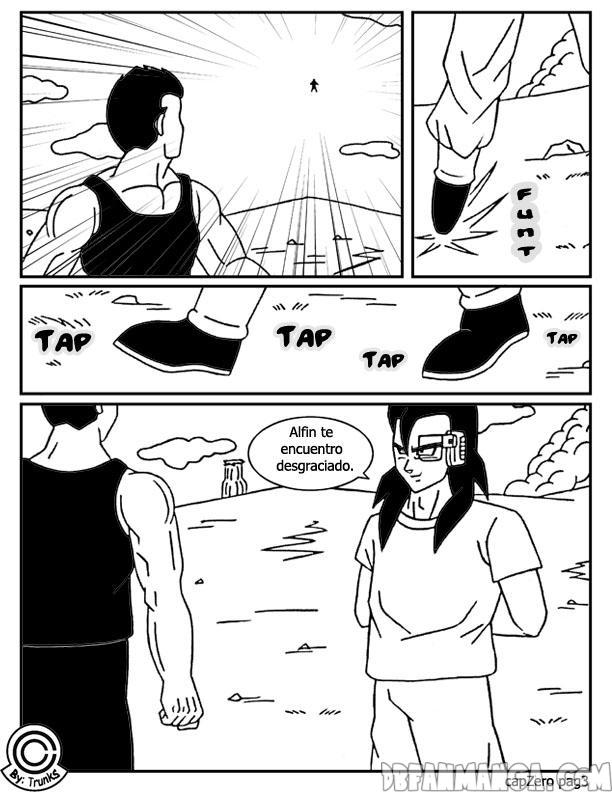 Funt
TAP
TAP
TAP
TAP
Alfin te
encuentro
desgraciado.
By: Trunks
capZero pag3
DBFANMANGA.COM